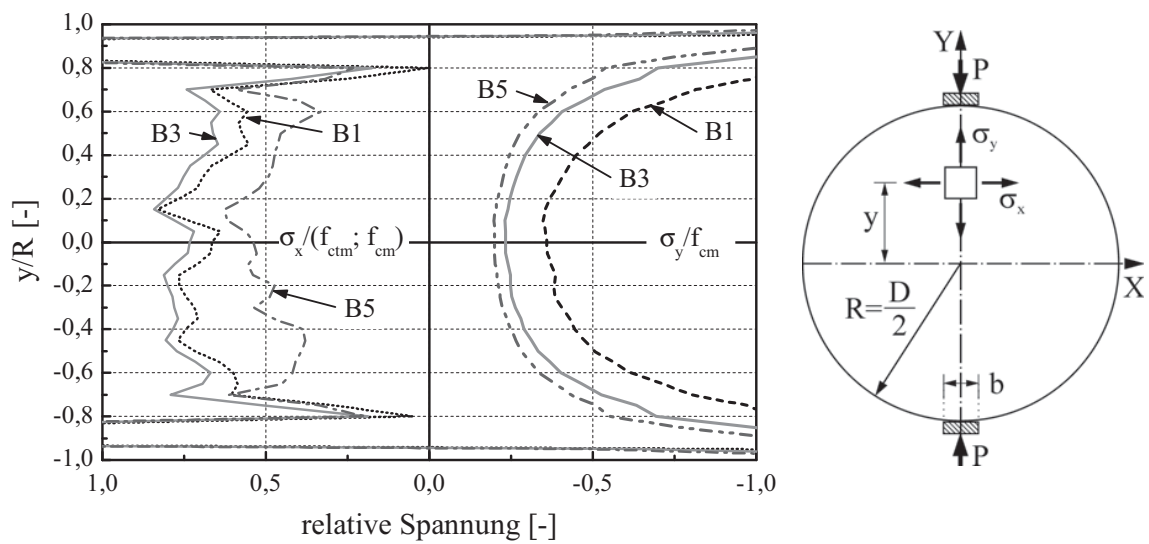 1,0
0,8
0,6
0,4
0,2
0,0
-0,2
-0,4
-0,6
-0,8
-1,0
y/R [-]
B3
B1
σx/(fctm; fcm)
B5
B5
B3
B1
σy/fcm
1,0
0,5
0,0
-0,5
-1,0
relative Spannung [-]
Y
P
σy
σx
y
X
R=D/2
b
P